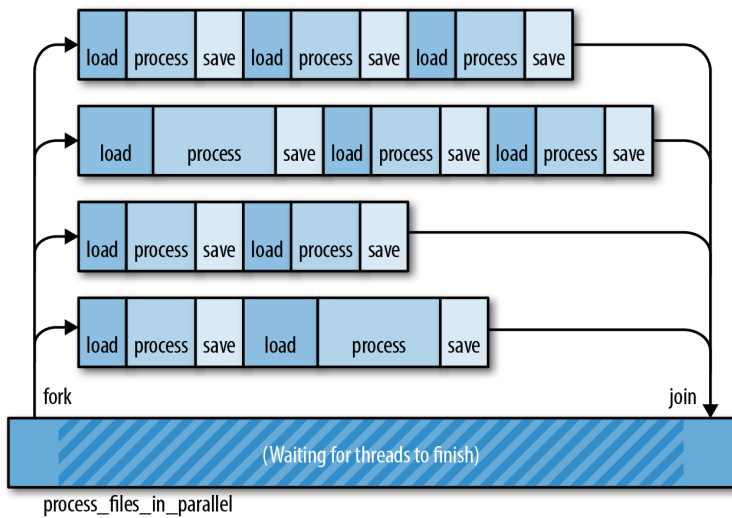 load process save load process save load process save
load process save load process save load process save
load process save load process save
load process save load process save
fork join
(Waiting for threads to finish)
process_files_in_parallel